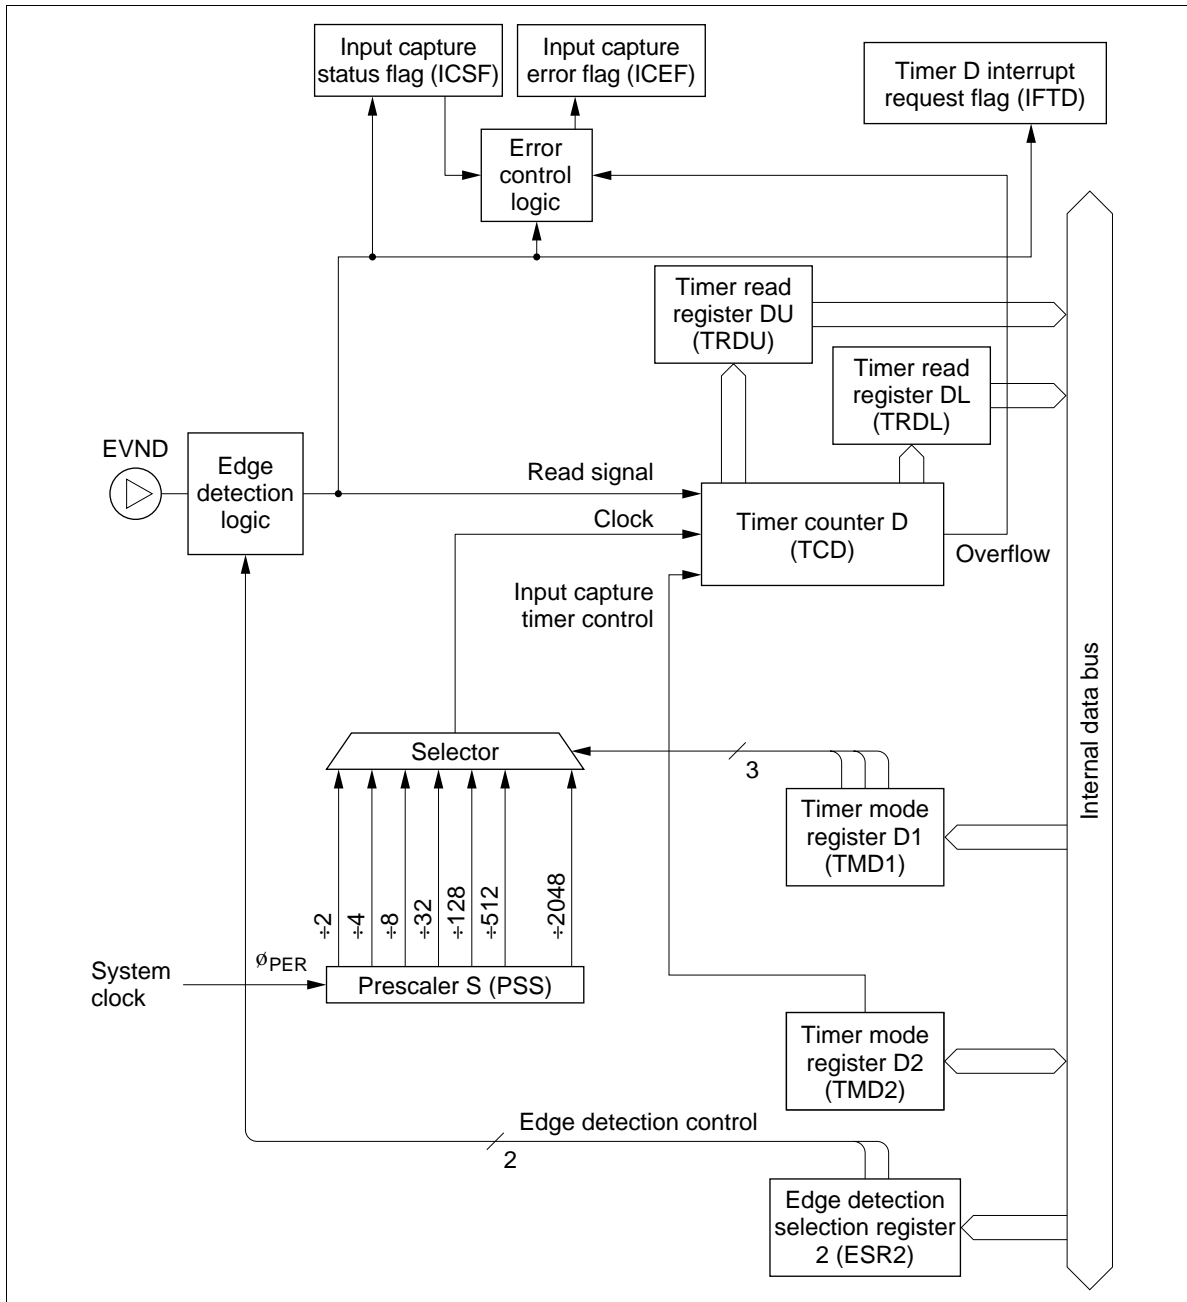 Input capture
status flag (ICSF)
Input capture
error flag (ICEF)
Timer D interrupt
request flag (IFTD)
Error
control
logic
Timer read
register DU
(TRDU)
Timer read
register DL
(TRDL)
EVND
Edge
detection
logic
Read signal
Clock
Timer counter D
(TCD)
Overflow
Input capture
timer control
Internal data bus
Selector
3
Timer mode
register D1
(TMD1)
÷2
÷4
÷8
÷32
÷128
÷512
÷2048
System
clock
øPER
Prescaler S (PSS)
Timer mode
register D2
(TMD2)
Edge detection control
2
Edge detection
selection register
2 (ESR2)